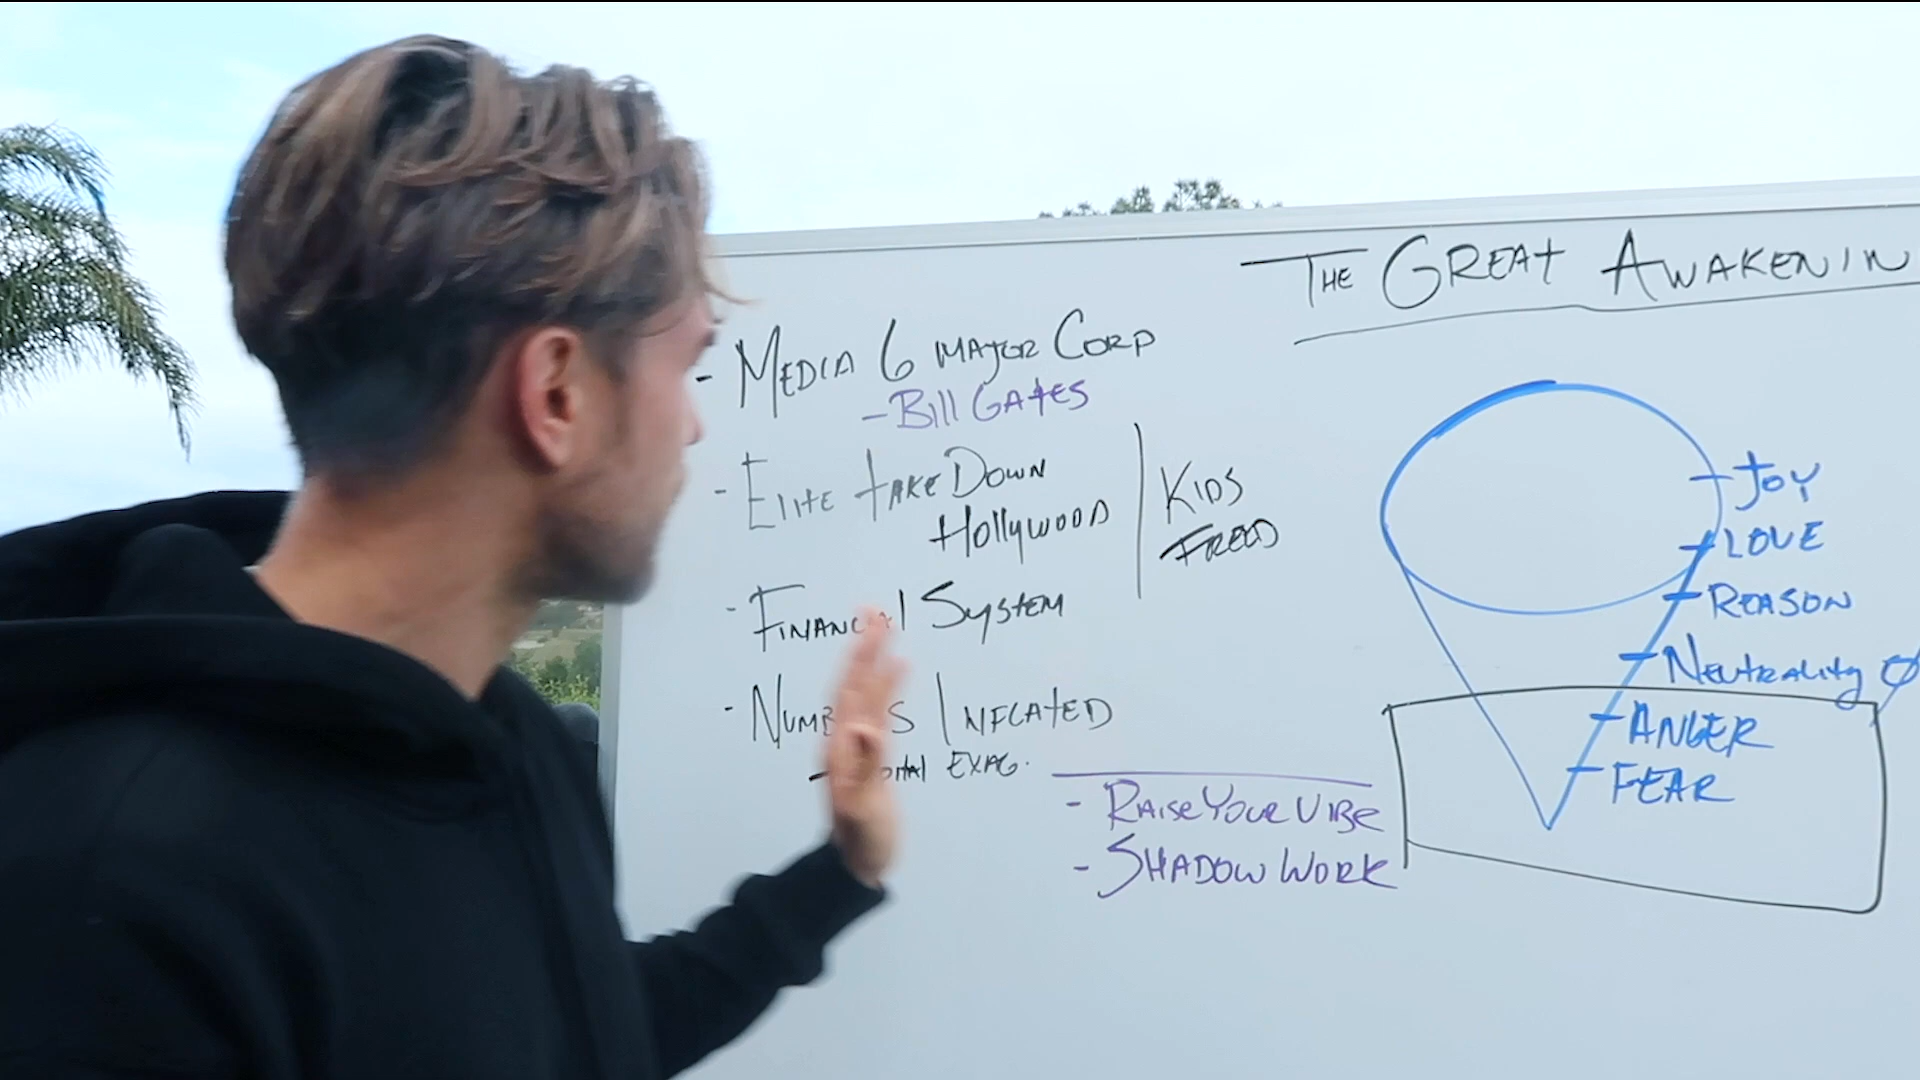 THE GREAT AWAKENIN
- MEDIA 6 MAJOR CORP
- Bill GATES
- Elite TAKE DOWN
Hollywood
KIDS
FREED
- FINANCIAL SYSTEM
- NUMBERS INFLATED
EXAG.
- RAISE YOUR VIBE
- SHADOW WORK
JOY
LOVE
REASON
NEUTRALITY
ANGER
FEAR